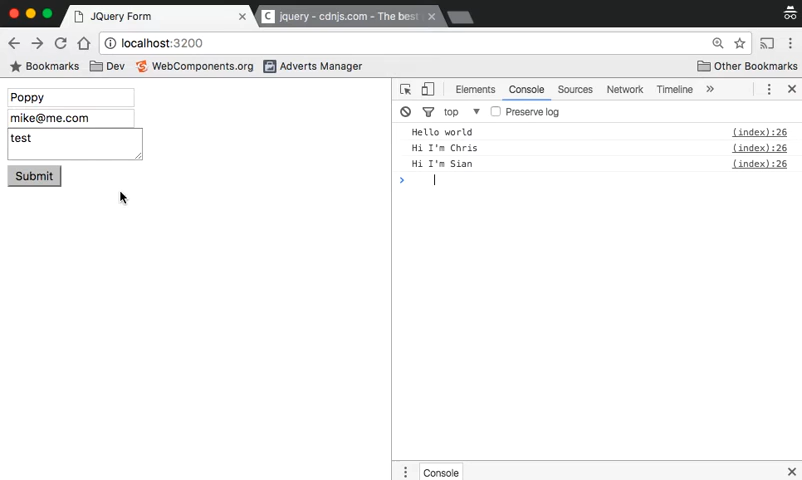 JQuery Form
jquery - cdnjs.com - The best
localhost:3200
Bookmarks Dev WebComponents.org Adverts Manager Other Bookmarks
Poppy
mike@me.com
test
Submit
Elements Console Sources Network Timeline »
top Preserve log
Hello world (index):26
Hi I'm Chris (index):26
Hi I'm Sian (index):26
>
Console